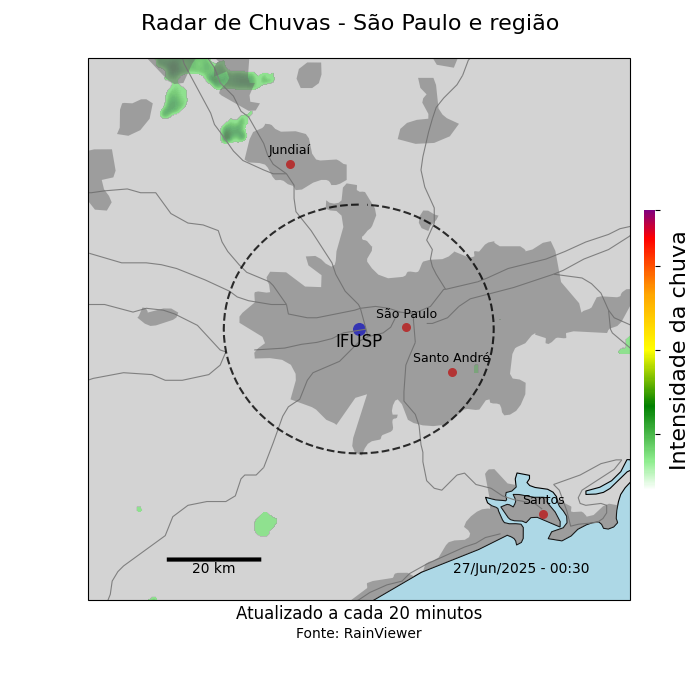 Radar de Chuvas - São Paulo e região
Jundiaí
São Paulo
IFUSP
Santo André
Intensidade da chuva
Santos
20 km
27/Jun/2025 - 00:30
Atualizado a cada 20 minutos
Fonte: RainViewer